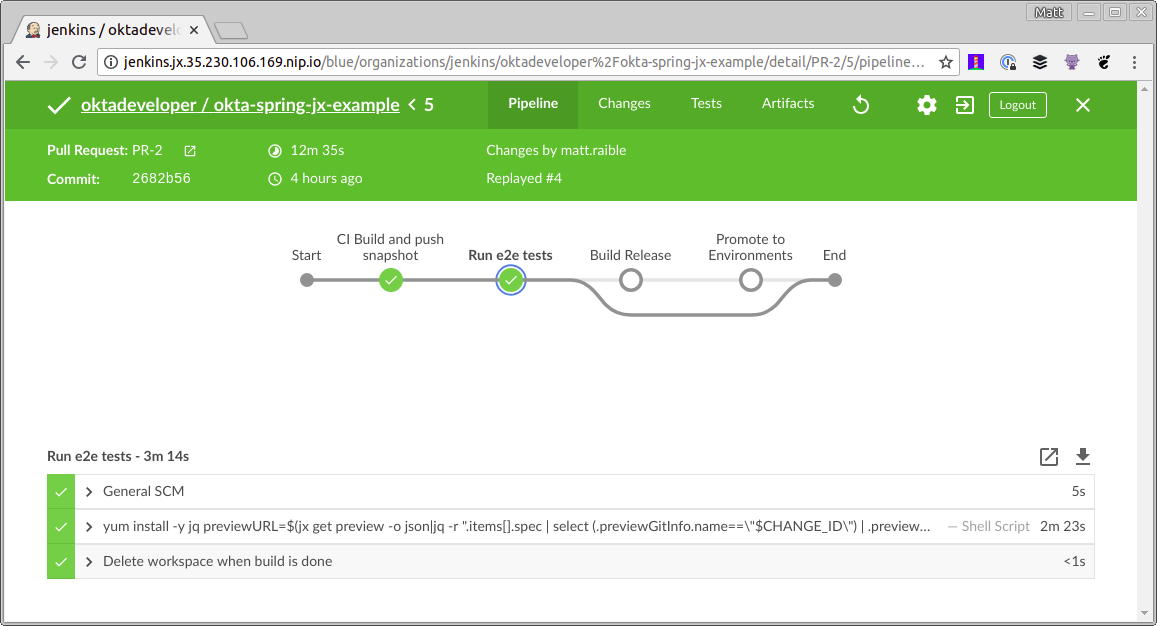 Matt
jenkins / oktadevelo
jenkins.jx.35.230.106.169.nip.io/blue/organizations/jenkins/oktadeveloper%2Fokta-spring-jx-example/detail/PR-2/5/pipeline...
oktadeveloper / okta-spring-jx-example < 5
Pipeline
Changes
Tests
Artifacts
Logout
Pull Request: PR-2
12m 35s
Changes by matt.raible
Commit: 2682b56
4 hours ago
Replayed #4
Start
CI Build and push
snapshot
Run e2e tests
Build Release
Promote to
Environments
End
Run e2e tests - 3m 14s
General SCM
5s
yum install -y jq previewURL=$(jx get preview -o json|jq -r ".items[].spec | select (.previewGitInfo.name==\"$CHANGE_ID\") | .preview...
— Shell Script
2m 23s
Delete workspace when build is done
<1s